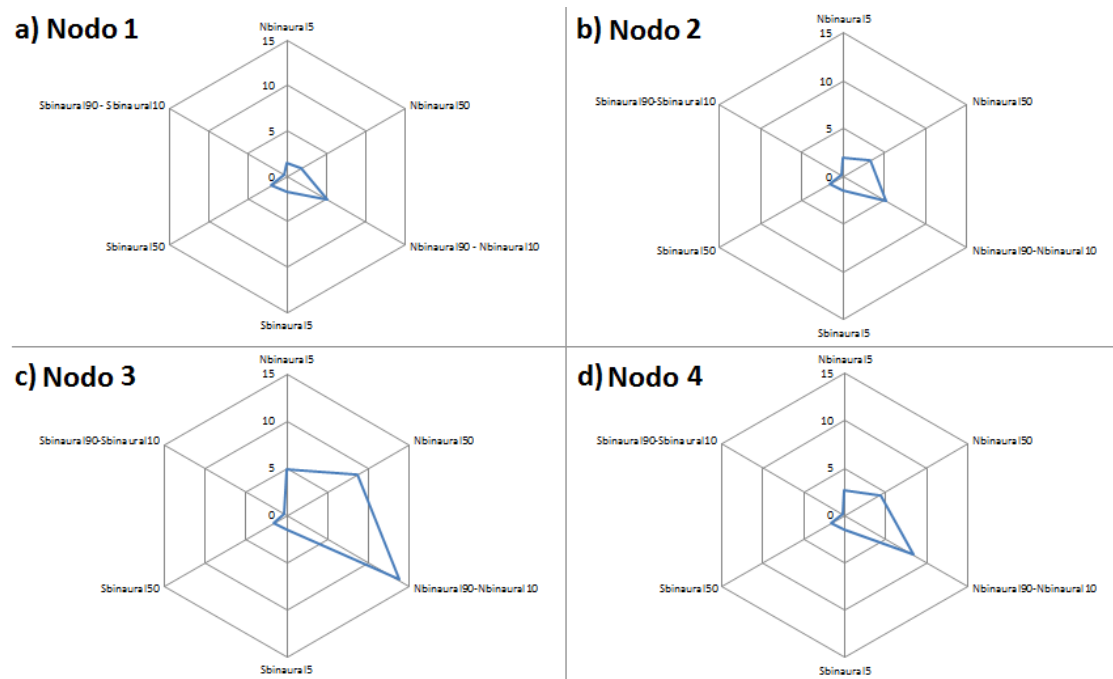 a) Nodo 1
Nbinaural5
15
10
5
0
Sbinaural90 - Sbinaural10
Nbinaural50
Sbinaural50
Nbinaural90 - Nbinaural10
Sbinaural5
b) Nodo 2
Nbinaural5
15
10
5
0
Sbinaural90-Sbinaural10
Nbinaural50
Sbinaural50
Nbinaural90-Nbinaural10
Sbinaural5
c) Nodo 3
Nbinaural5
15
10
5
0
Sbinaural90-Sbinaural10
Nbinaural50
Sbinaural50
Nbinaural90-Nbinaural10
Sbinaural5
d) Nodo 4
Nbinaural5
15
10
5
0
Sbinaural90-Sbinaural10
Nbinaural50
Sbinaural50
Nbinaural90-Nbinaural10
Sbinaural5